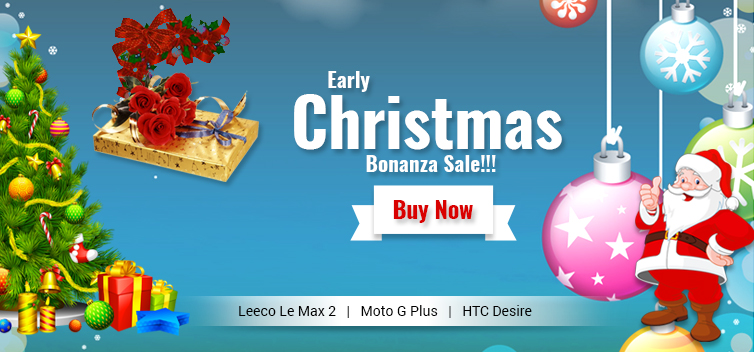 Early
Christmas
Bonanza Sale!!!
Buy Now
Leeco Le Max 2 | Moto G Plus | HTC Desire